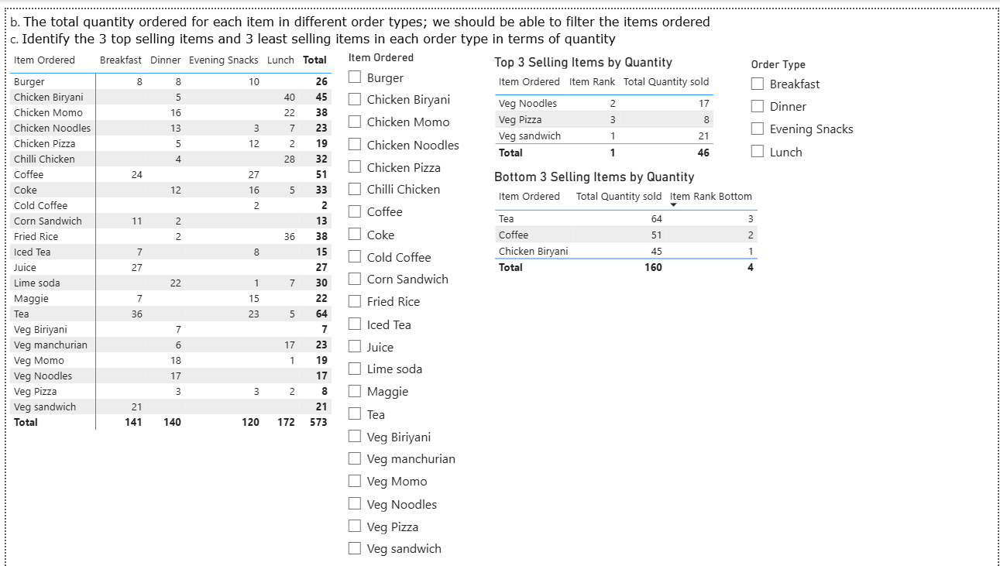 b. The total quantity ordered for each item in different order types; we should be able to filter the items ordered
c. Identify the 3 top selling items and 3 least selling items in each order type in terms of quantity
Item Ordered Breakfast Dinner Evening Snacks Lunch Total
Burger 8 8 10 26
Chicken Biryani 5 40 45
Chicken Momo 16 22 38
Chicken Noodles 13 3 7 23
Chicken Pizza 5 12 2 19
Chilli Chicken 4 28 32
Coffee 24 27 51
Coke 12 16 5 33
Cold Coffee 2 2
Corn Sandwich 11 2 13
Fried Rice 2 36 38
Iced Tea 7 8 15
Juice 27 27
Lime soda 22 1 7 30
Maggie 7 15 22
Tea 36 23 5 64
Veg Biriyani 7 7
Veg manchurian 6 17 23
Veg Momo 18 1 19
Veg Noodles 17 17
Veg Pizza 3 3 2 8
Veg sandwich 21 21
Total 141 140 120 172 573
Item Ordered
Burger
Chicken Biryani
Chicken Momo
Chicken Noodles
Chicken Pizza
Chilli Chicken
Coffee
Coke
Cold Coffee
Corn Sandwich
Fried Rice
Iced Tea
Juice
Lime soda
Maggie
Tea
Veg Biriyani
Veg manchurian
Veg Momo
Veg Noodles
Veg Pizza
Veg sandwich
Top 3 Selling Items by Quantity
Item Ordered Item Rank Total Quantity sold
Veg Noodles 2 17
Veg Pizza 3 8
Veg sandwich 1 21
Total 1 46
Bottom 3 Selling Items by Quantity
Item Ordered Total Quantity sold Item Rank Bottom
Tea 64 3
Coffee 51 2
Chicken Biryani 45 1
Total 160 4
Order Type
Breakfast
Dinner
Evening Snacks
Lunch